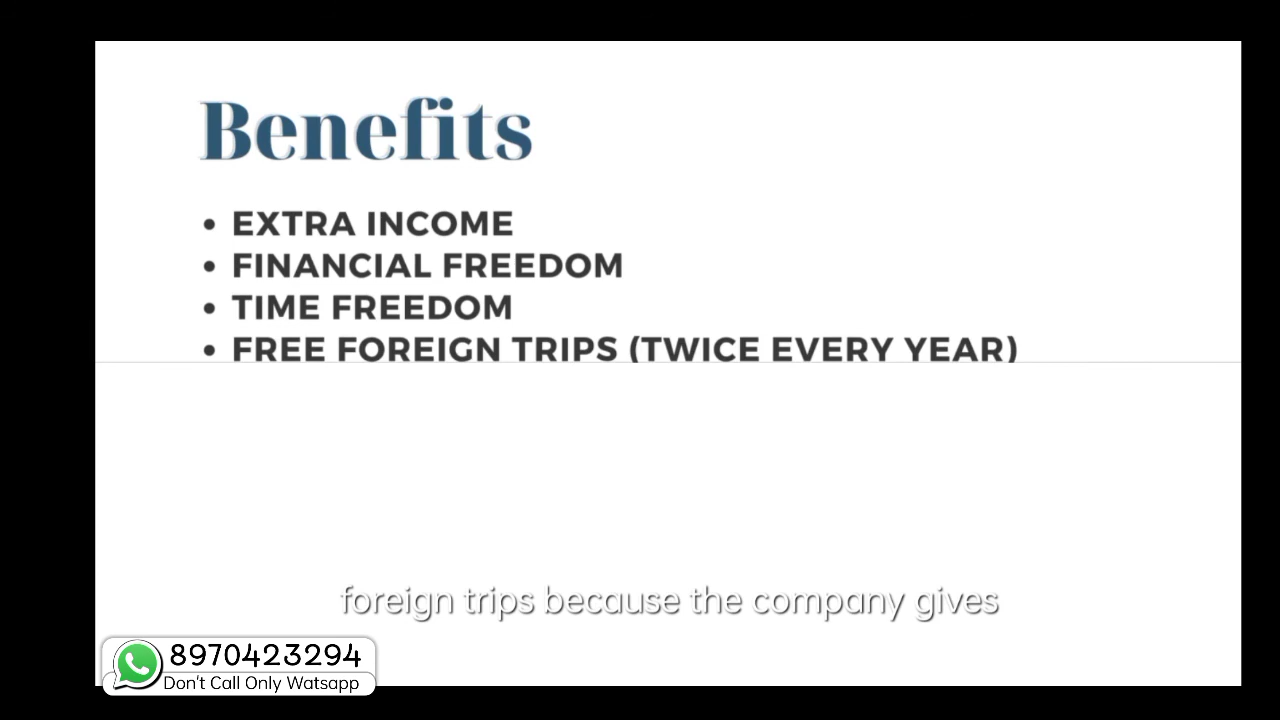 Benefits
• EXTRA INCOME
• FINANCIAL FREEDOM
• TIME FREEDOM
• FREE FOREIGN TRIPS (TWICE EVERY YEAR)
foreign trips because the company gives
8970423294
Don't Call Only Watsapp